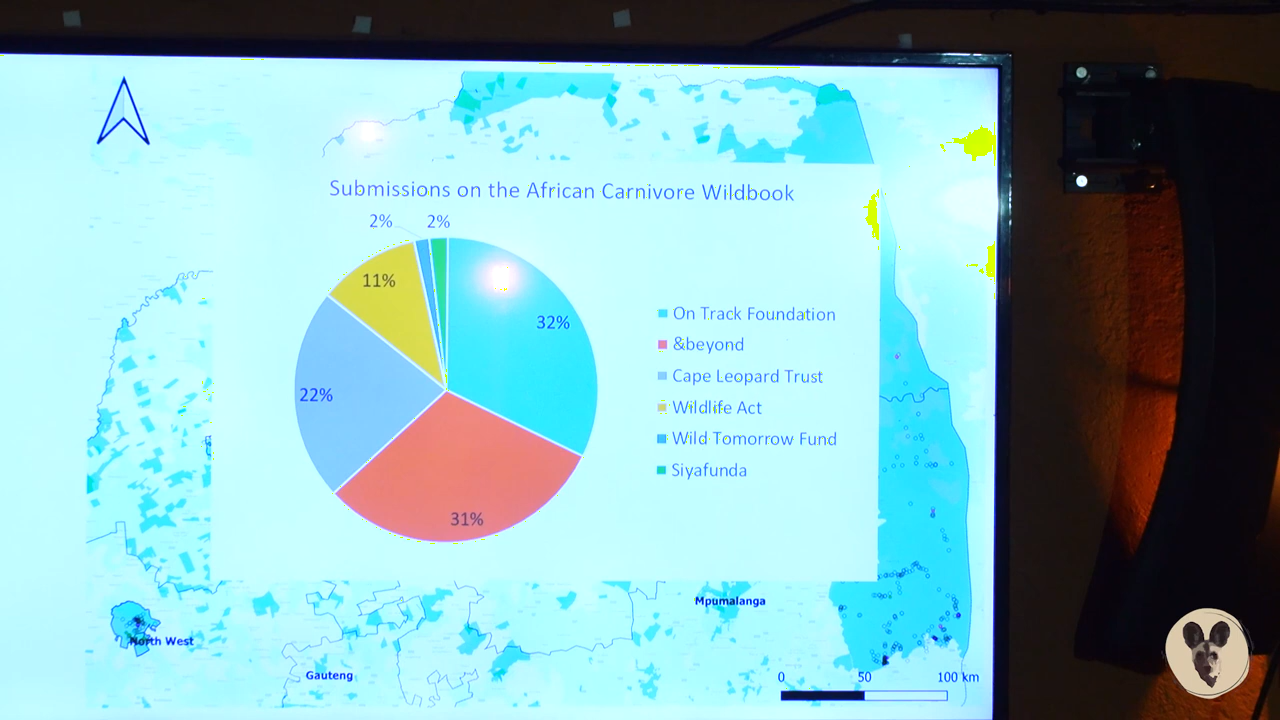 Submissions on the African Carnivore Wildbook
2%
2%
11%
32%
22%
31%
On Track Foundation
&beyond
Cape Leopard Trust
Wildlife Act
Wild Tomorrow Fund
Siyafunda
Mpumalanga
North West
Gauteng
0 50 100 km